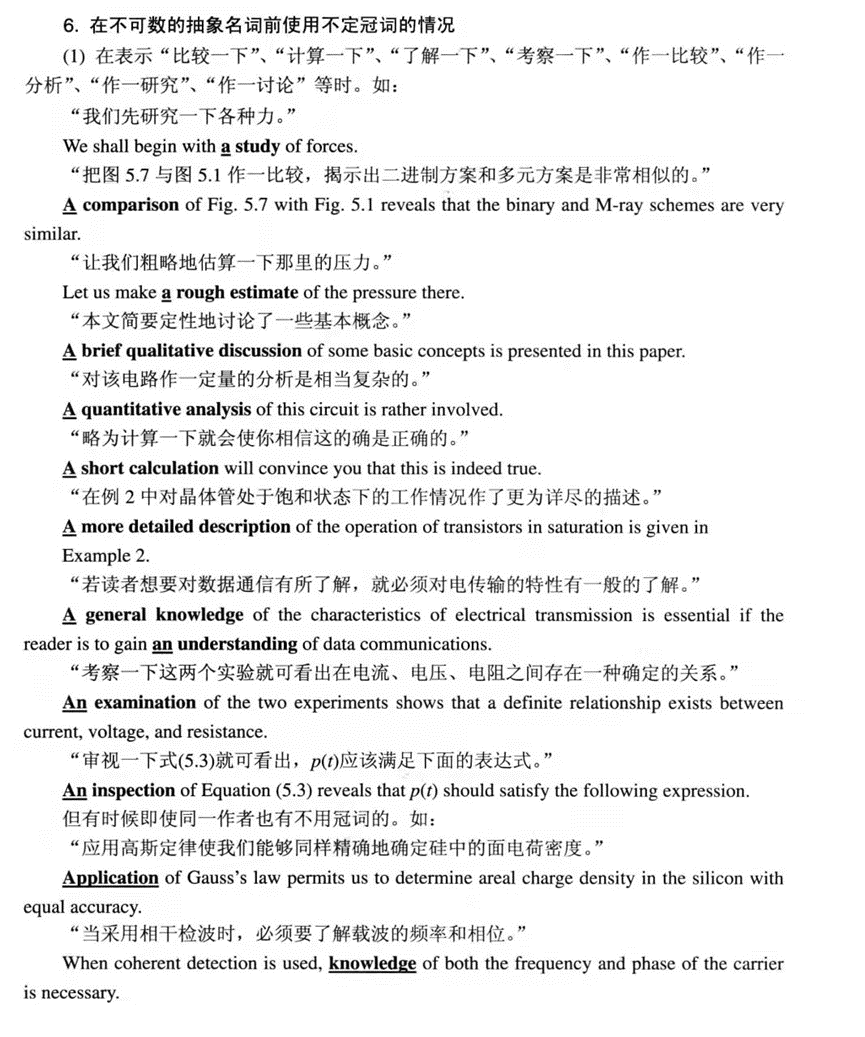 6. 在不可数的抽象名词前使用不定冠词的情况
(1) 在表示“比较一下”、“计算一下”、“了解一下”、“考察一下”、“作一比较”、“作一
分析”、“作一研究”、“作一讨论”等时。如：
“我们先研究一下各种力。”
We shall begin with a study of forces.
“把图 5.7 与图 5.1 作一比较，揭示出二进制方案和多元方案是非常相似的。”
A comparison of Fig. 5.7 with Fig. 5.1 reveals that the binary and M-ray schemes are very
similar.
“让我们粗略地估算一下那里的压力。”
Let us make a rough estimate of the pressure there.
“本文简要定性地讨论了一些基本概念。”
A brief qualitative discussion of some basic concepts is presented in this paper.
“对该电路作一定量的分析是相当复杂的。”
A quantitative analysis of this circuit is rather involved.
“略为计算一下就会使你相信这的确是正确的。”
A short calculation will convince you that this is indeed true.
“在例 2 中对晶体管处于饱和状态下的工作情况作了更为详尽的描述。”
A more detailed description of the operation of transistors in saturation is given in
Example 2.
“若读者想要对数据通信有所了解，就必须对电传输的特性有一般的了解。”
A general knowledge of the characteristics of electrical transmission is essential if the
reader is to gain an understanding of data communications.
“考察一下这两个实验就可看出在电流、电压、电阻之间存在一种确定的关系。”
An examination of the two experiments shows that a definite relationship exists between
current, voltage, and resistance.
“审视一下式(5.3)就可看出，p(t)应该满足下面的表达式。”
An inspection of Equation (5.3) reveals that p(t) should satisfy the following expression.
但有时候即使同一作者也有不用冠词的。如：
“应用高斯定律使我们能够同样精确地确定硅中的面电荷密度。”
Application of Gauss’s law permits us to determine areal charge density in the silicon with
equal accuracy.
“当采用相干检波时，必须要了解载波的频率和相位。”
When coherent detection is used, knowledge of both the frequency and phase of the carrier
is necessary.